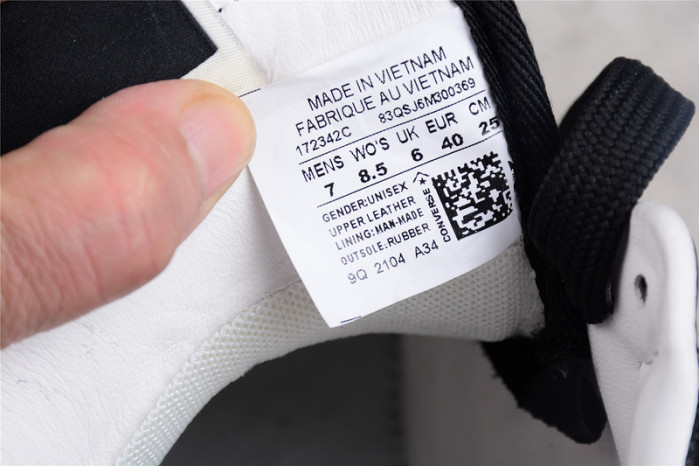 MADE IN VIETNAM
FABRIQUE AU VIETNAM
172342C 83QSJ6M300369
MENS WO'S UK EUR CM
7 8.5 6 40 25
GENDER:UNISEX
UPPER LEATHER
LINING:MAN-MADE
OUTSOLE:RUBBER
9Q 2104 A34
CONVERSE